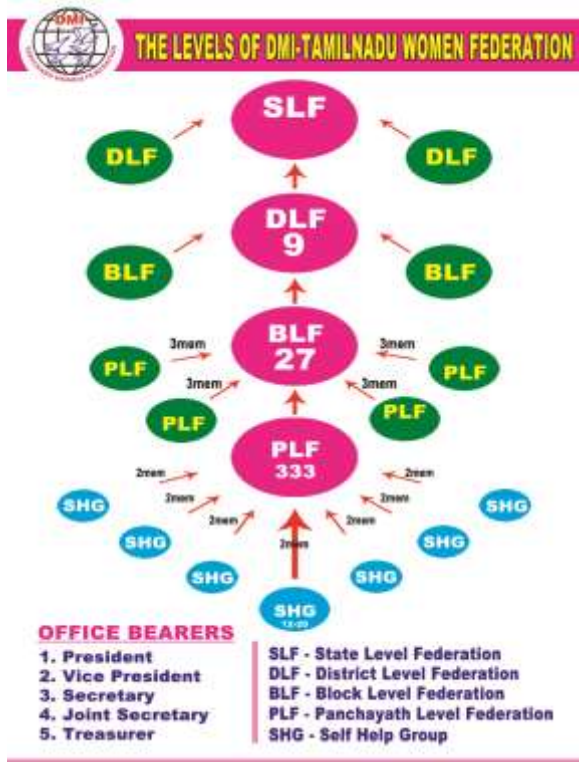 DMI
THE LEVELS OF DMI-TAMILNADU WOMEN FEDERATION
SLF
DLF
DLF
DLF
9
BLF
BLF
BLF
27
3mem
3mem
PLF
PLF
3mem
3mem
PLF
PLF
PLF
333
2mem
2mem
2mem
2mem
2mem
2mem
SHG
SHG
SHG
SHG
2mem
SHG
SHG
SHG
OFFICE BEARERS
1. President
2. Vice President
3. Secretary
4. Joint Secretary
5. Treasurer
SLF - State Level Federation
DLF - District Level Federation
BLF - Block Level Federation
PLF - Panchayath Level Federation
SHG - Self Help Group